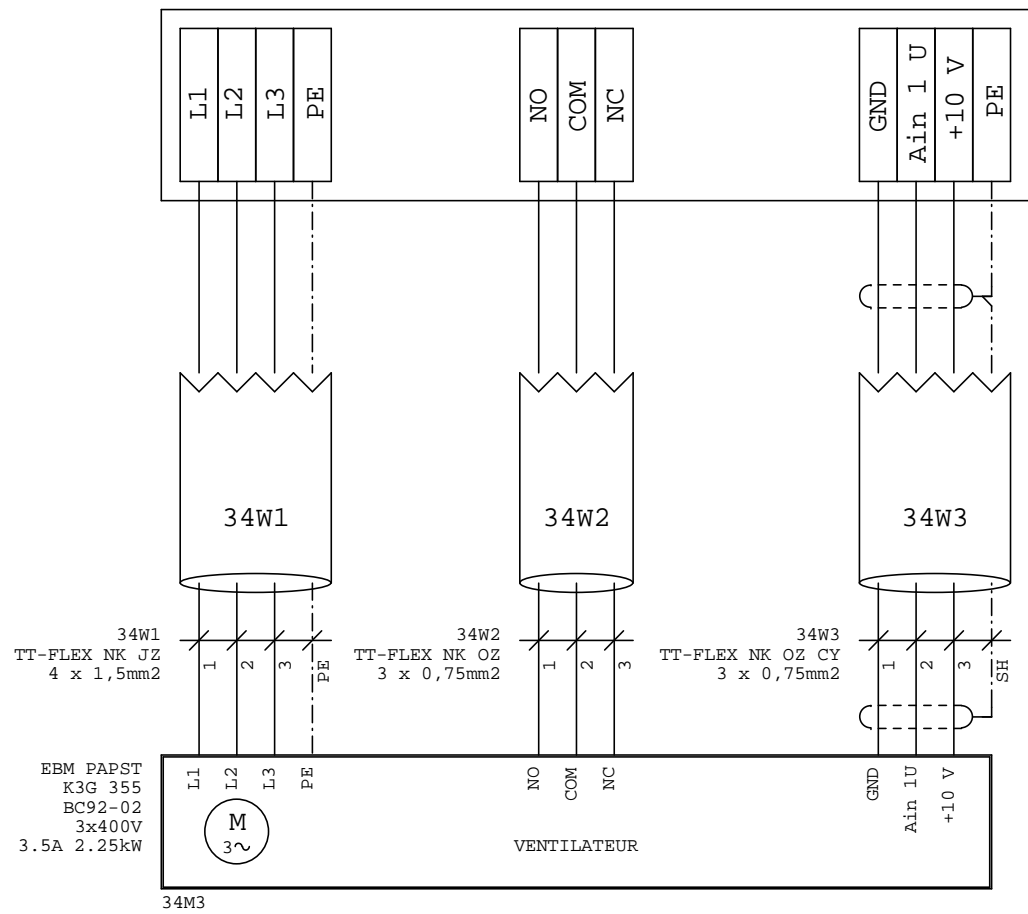 L1 L2 L3 PE
NO COM NC
GND Ain 1 U +10 V PE
34W1
34W2
34W3
34W1
TT-FLEX NK JZ
4 x 1,5mm2
1 2 3 PE
34W2
TT-FLEX NK OZ
3 x 0,75mm2
1 2 3
34W3
TT-FLEX NK OZ CY
3 x 0,75mm2
1 2 3 SH
EBM PAPST
K3G 355
BC92-02
3x400V
3.5A 2.25kW
L1 L2 L3 PE
NO COM NC
GND Ain 1U +10 V
M
3~
VENTILATEUR
34M3